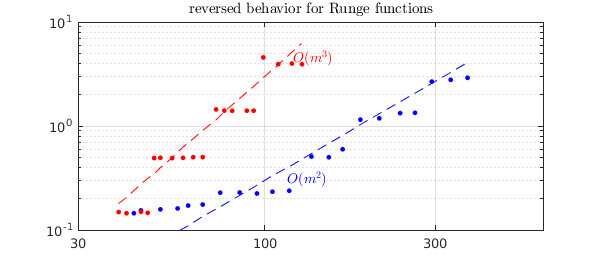 reversed behavior for Runge functions
10^1
O(m^3)
10^0
O(m^2)
10^-1
30 100 300